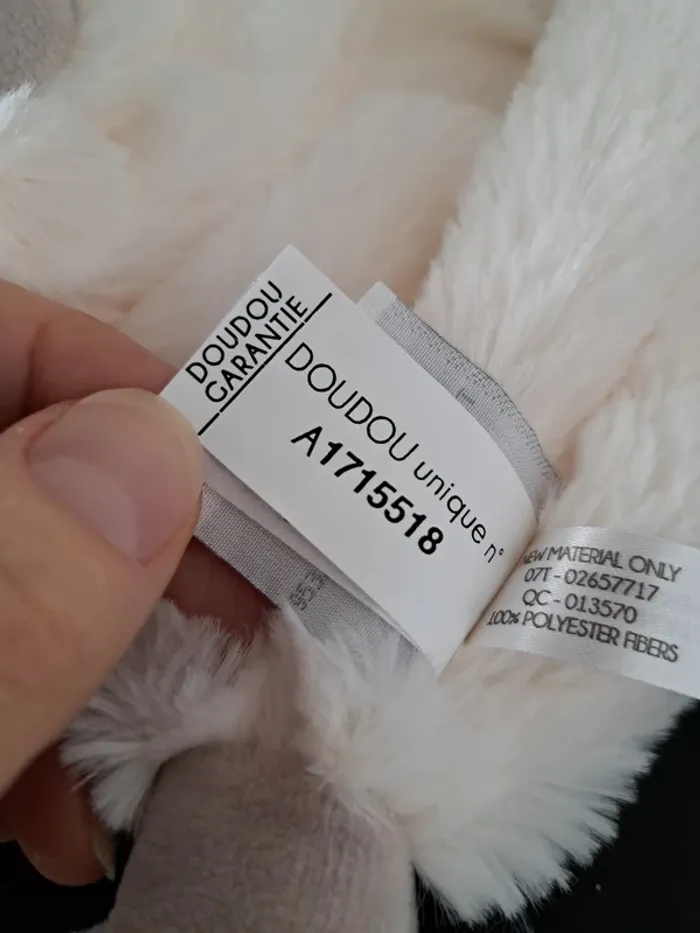 DOUDOU
GARANTIE
DOUDOU unique n°
A1715518
NEW MATERIAL ONLY
07T - 02657717
QC - 013570
100% POLYESTER FIBERS